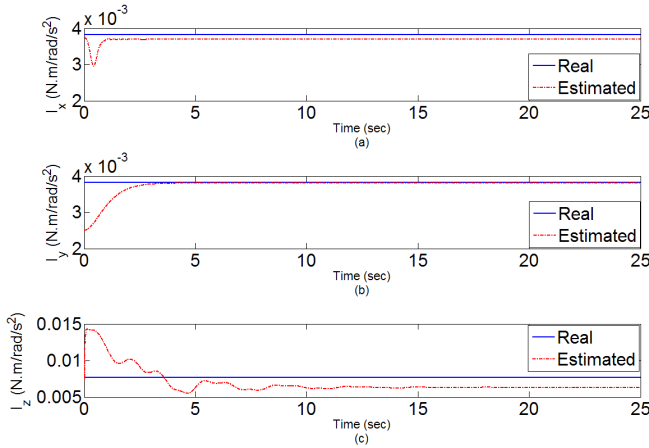 x 10^-3
4
3
2
I_x (N.m/rad/s^2)
0 5 10 15 20 25
Time (sec)
(a)
Real
Estimated
x 10^-3
4
3
2
I_y (N.m/rad/s^2)
0 5 10 15 20 25
Time (sec)
(b)
Real
Estimated
0.015
0.01
0.005
I_z (N.m/rad/s^2)
0 5 10 15 20 25
Time (sec)
(c)
Real
Estimated